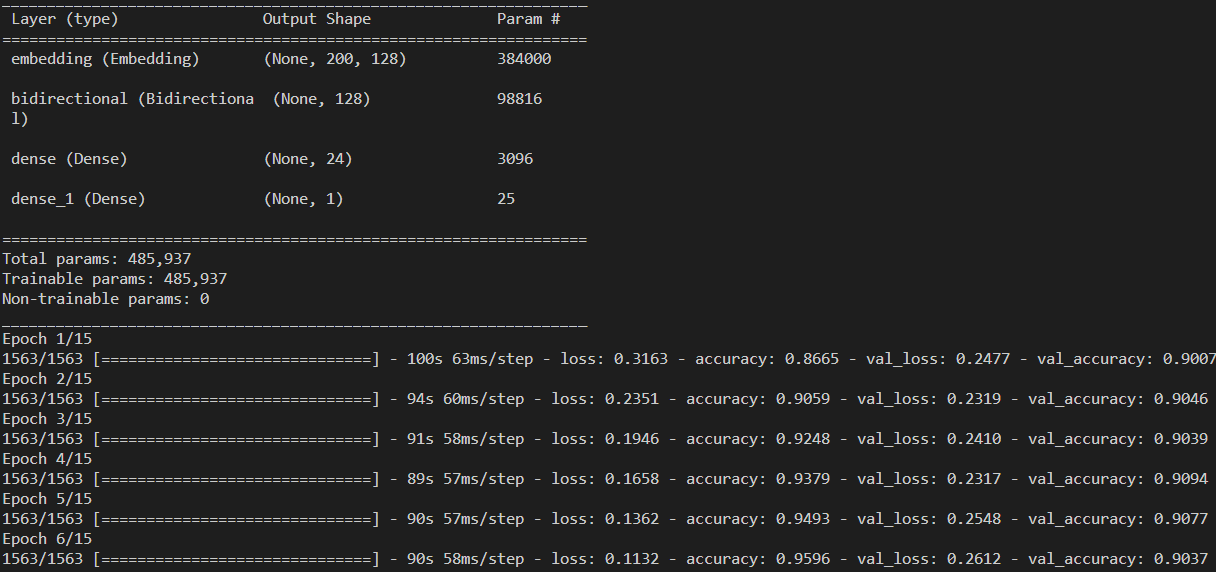 _________________________________________________________________
 Layer (type)                Output Shape              Param #
=================================================================
 embedding (Embedding)       (None, 200, 128)          384000

 bidirectional (Bidirectiona  (None, 128)              98816
 l)

 dense (Dense)               (None, 24)                3096

 dense_1 (Dense)             (None, 1)                 25

=================================================================
Total params: 485,937
Trainable params: 485,937
Non-trainable params: 0
_________________________________________________________________
Epoch 1/15
1563/1563 [==============================] - 100s 63ms/step - loss: 0.3163 - accuracy: 0.8665 - val_loss: 0.2477 - val_accuracy: 0.9007
Epoch 2/15
1563/1563 [==============================] - 94s 60ms/step - loss: 0.2351 - accuracy: 0.9059 - val_loss: 0.2319 - val_accuracy: 0.9046
Epoch 3/15
1563/1563 [==============================] - 91s 58ms/step - loss: 0.1946 - accuracy: 0.9248 - val_loss: 0.2410 - val_accuracy: 0.9039
Epoch 4/15
1563/1563 [==============================] - 89s 57ms/step - loss: 0.1658 - accuracy: 0.9379 - val_loss: 0.2317 - val_accuracy: 0.9094
Epoch 5/15
1563/1563 [==============================] - 90s 57ms/step - loss: 0.1362 - accuracy: 0.9493 - val_loss: 0.2548 - val_accuracy: 0.9077
Epoch 6/15
1563/1563 [==============================] - 90s 58ms/step - loss: 0.1132 - accuracy: 0.9596 - val_loss: 0.2612 - val_accuracy: 0.9037